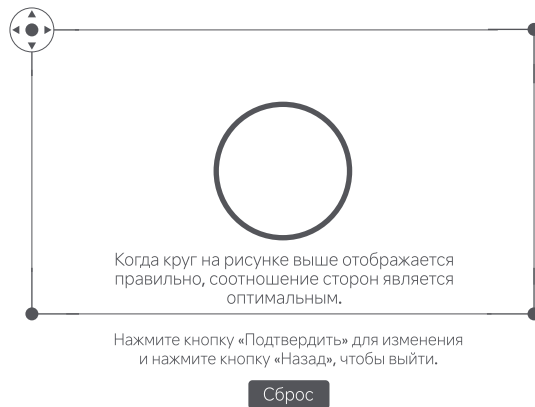 Когда круг на рисунке выше отображается
правильно, соотношение сторон является
оптимальным.
Нажмите кнопку «Подтвердить» для изменения
и нажмите кнопку «Назад», чтобы выйти.
Сброс